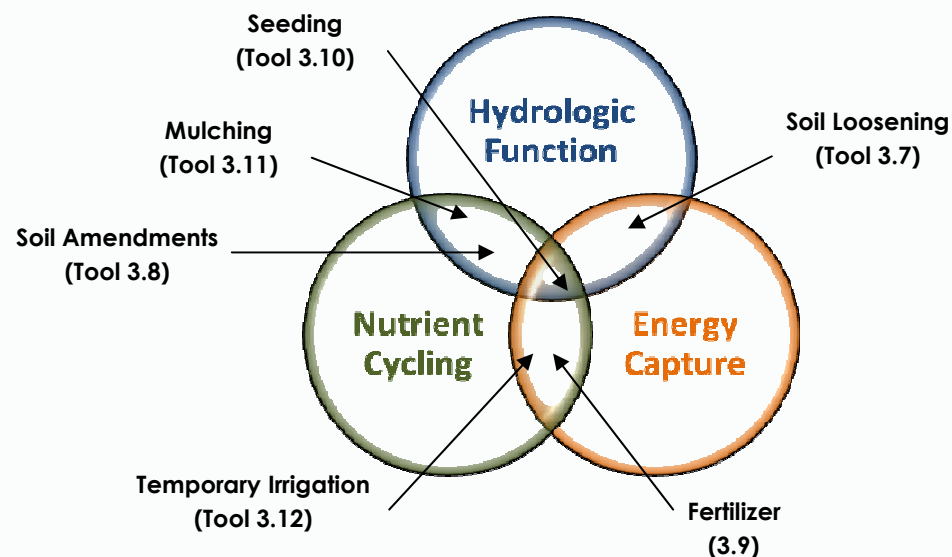 Seeding
(Tool 3.10)
Hydrologic
Function
Mulching
(Tool 3.11)
Soil Loosening
(Tool 3.7)
Soil Amendments
(Tool 3.8)
Nutrient
Cycling
Energy
Capture
Temporary Irrigation
(Tool 3.12)
Fertilizer
(3.9)